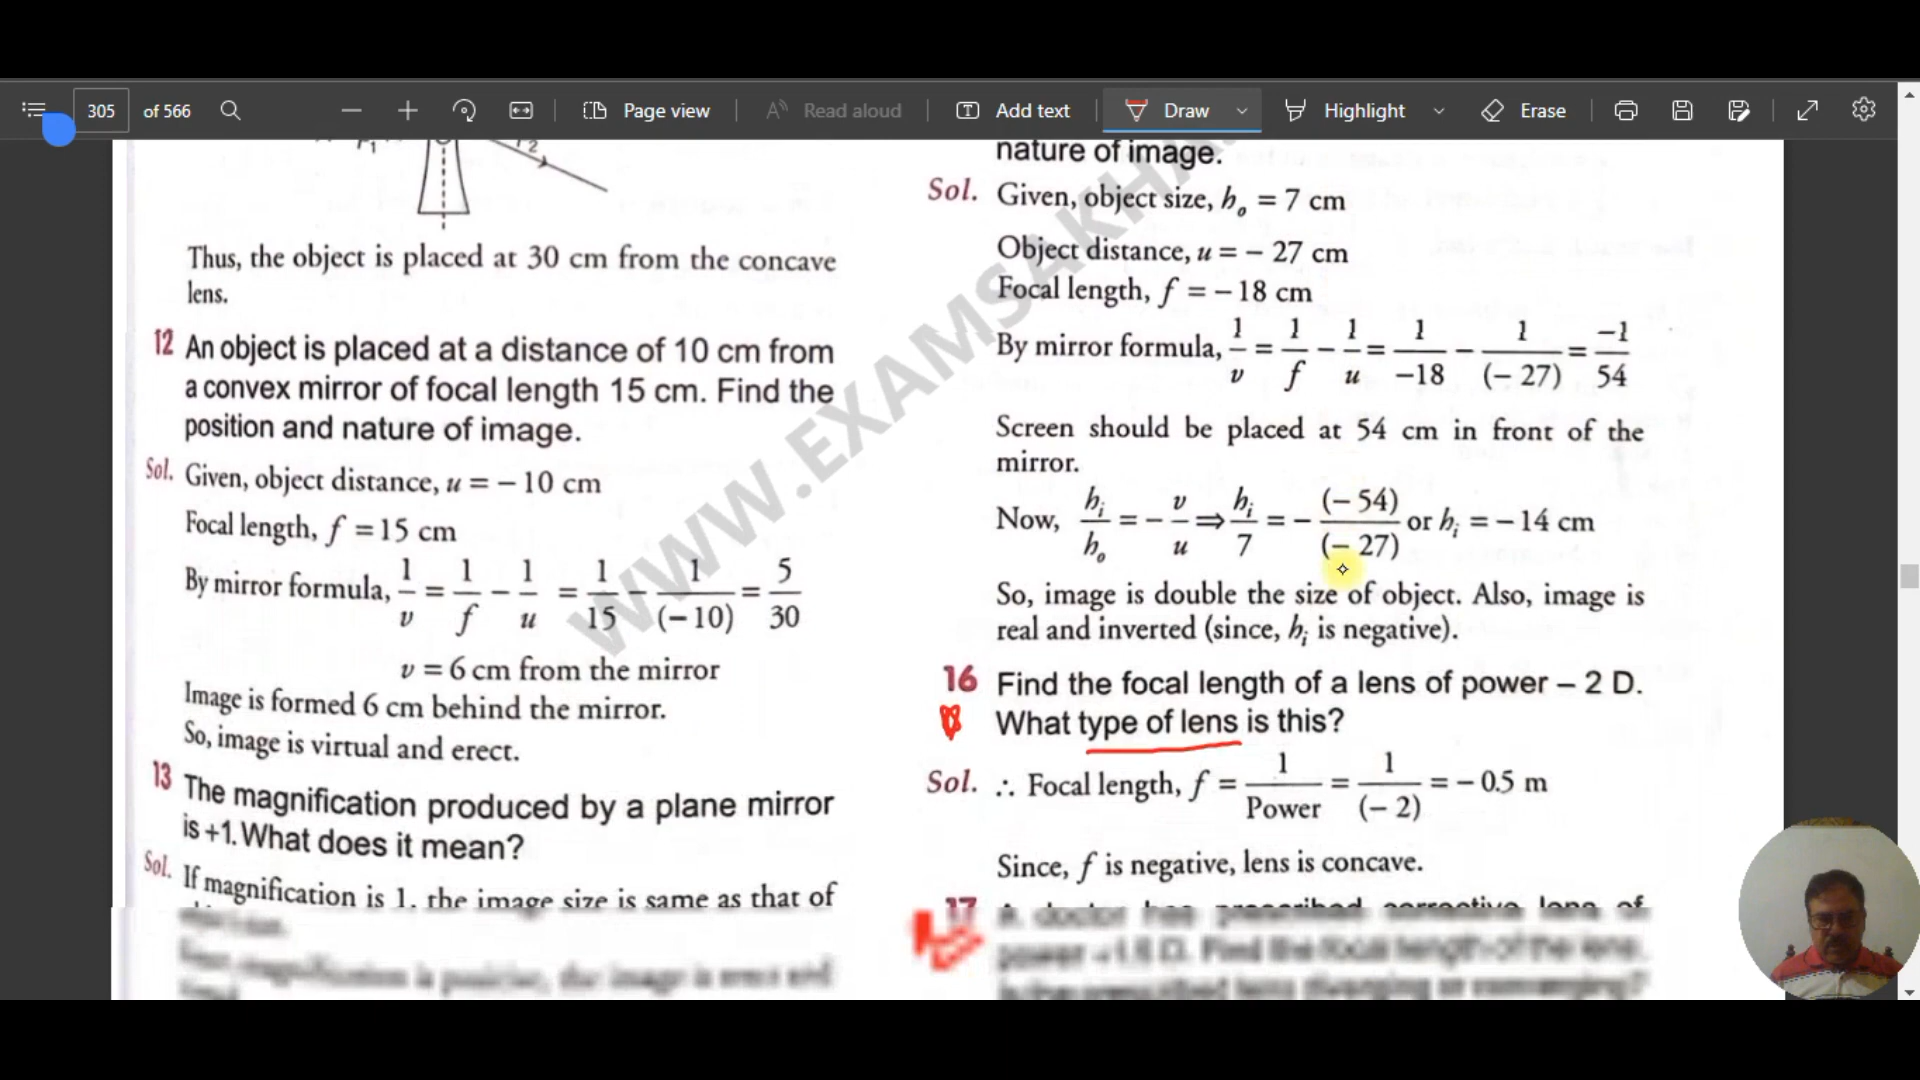 305 of 566 Page view Read aloud Add text Draw Highlight Erase
r₁ r₂
Thus, the object is placed at 30 cm from the concave
lens.
12 An object is placed at a distance of 10 cm from
a convex mirror of focal length 15 cm. Find the
position and nature of image.
Sol. Given, object distance, u = – 10 cm
Focal length, f = 15 cm
By mirror formula, 1/v = 1/f – 1/u = 1/15 – 1/(– 10) = 5/30
v = 6 cm from the mirror
Image is formed 6 cm behind the mirror.
So, image is virtual and erect.
13 The magnification produced by a plane mirror
is +1. What does it mean?
Sol. If magnification is 1, the image size is same as that of
nature of image.
Sol. Given, object size, hₒ = 7 cm
Object distance, u = – 27 cm
Focal length, f = – 18 cm
By mirror formula, 1/v = 1/f – 1/u = 1/–18 – 1/(– 27) = –1/54
Screen should be placed at 54 cm in front of the
mirror.
Now, hᵢ/hₒ = – v/u ⇒ hᵢ/7 = – (– 54)/(– 27) or hᵢ = – 14 cm
So, image is double the size of object. Also, image is
real and inverted (since, hᵢ is negative).
16 Find the focal length of a lens of power – 2 D.
What type of lens is this?
Sol. ∴ Focal length, f = 1/Power = 1/(– 2) = – 0.5 m
Since, f is negative, lens is concave.
17 A doctor has prescribed corrective lens of
WWW.EXAMSAKHA